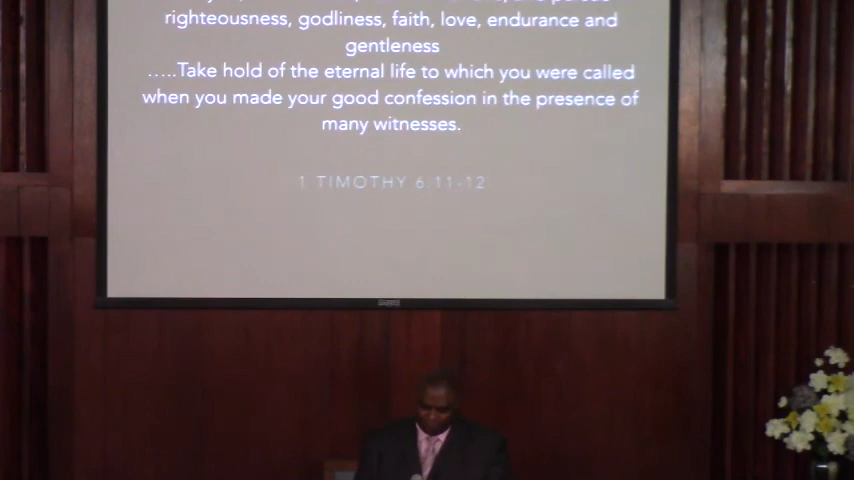 righteousness, godliness, faith, love, endurance and
gentleness
.....Take hold of the eternal life to which you were called
when you made your good confession in the presence of
many witnesses.
1 TIMOTHY 6:11-12